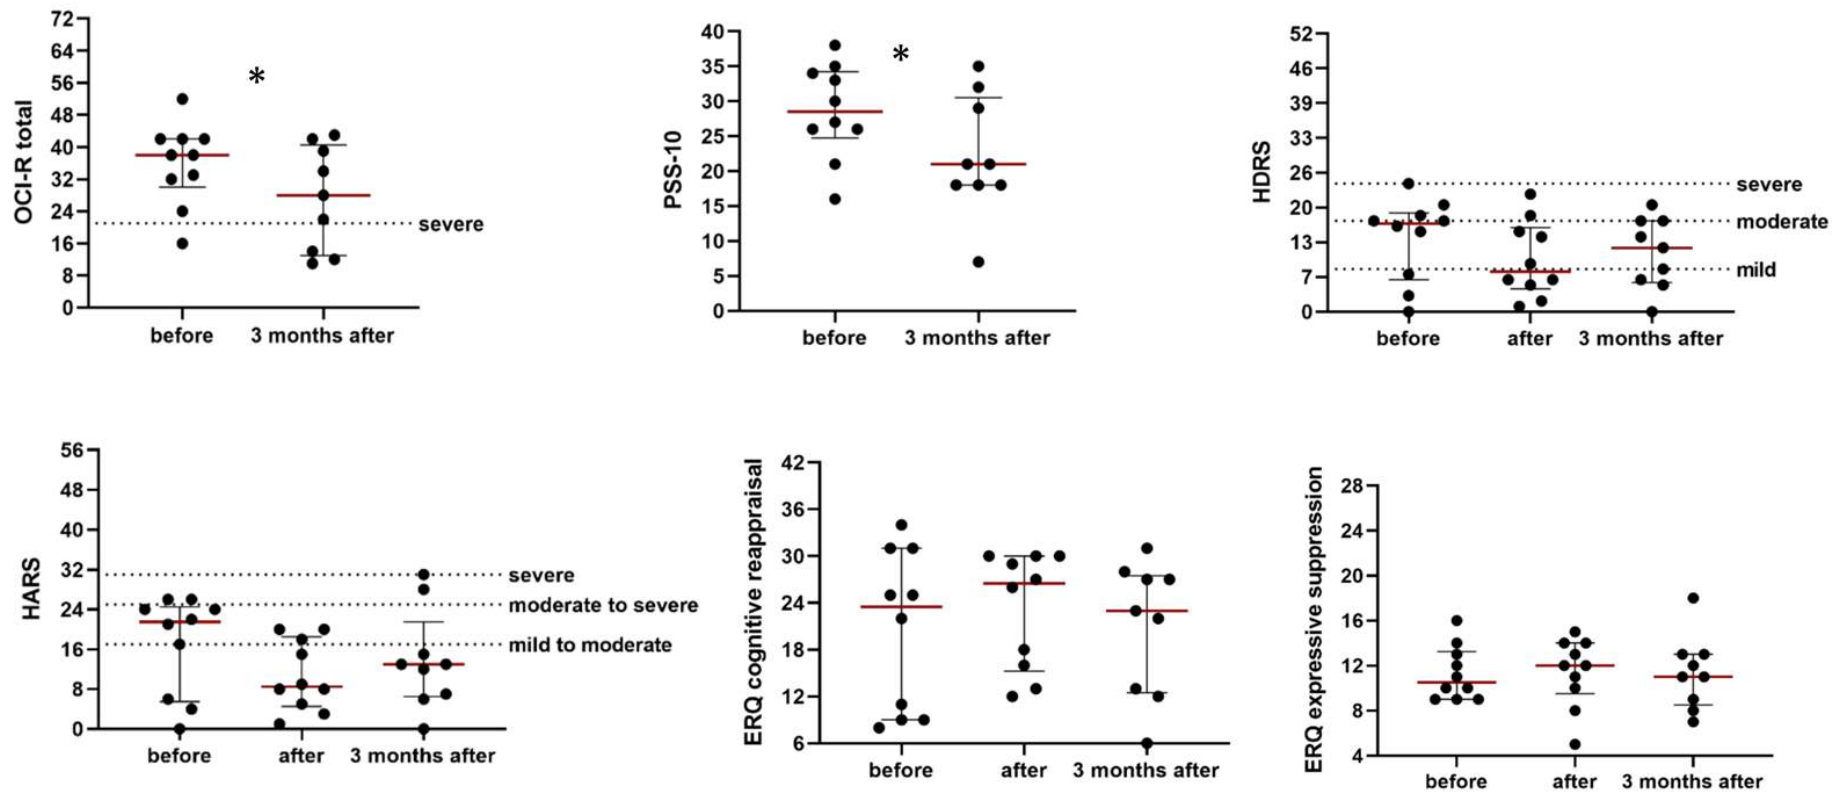 OCI-R total
72
64
56
48
40
32
24
16
8
0
*
severe
before 3 months after
PSS-10
40
35
30
25
20
15
10
5
0
*
before 3 months after
HDRS
52
46
39
33
26
20
13
7
0
severe
moderate
mild
before after 3 months after
HARS
56
48
40
32
24
16
8
0
severe
moderate to severe
mild to moderate
before after 3 months after
ERQ cognitive reappraisal
42
36
30
24
18
12
6
before after 3 months after
ERQ expressive suppression
28
24
20
16
12
8
4
before after 3 months after